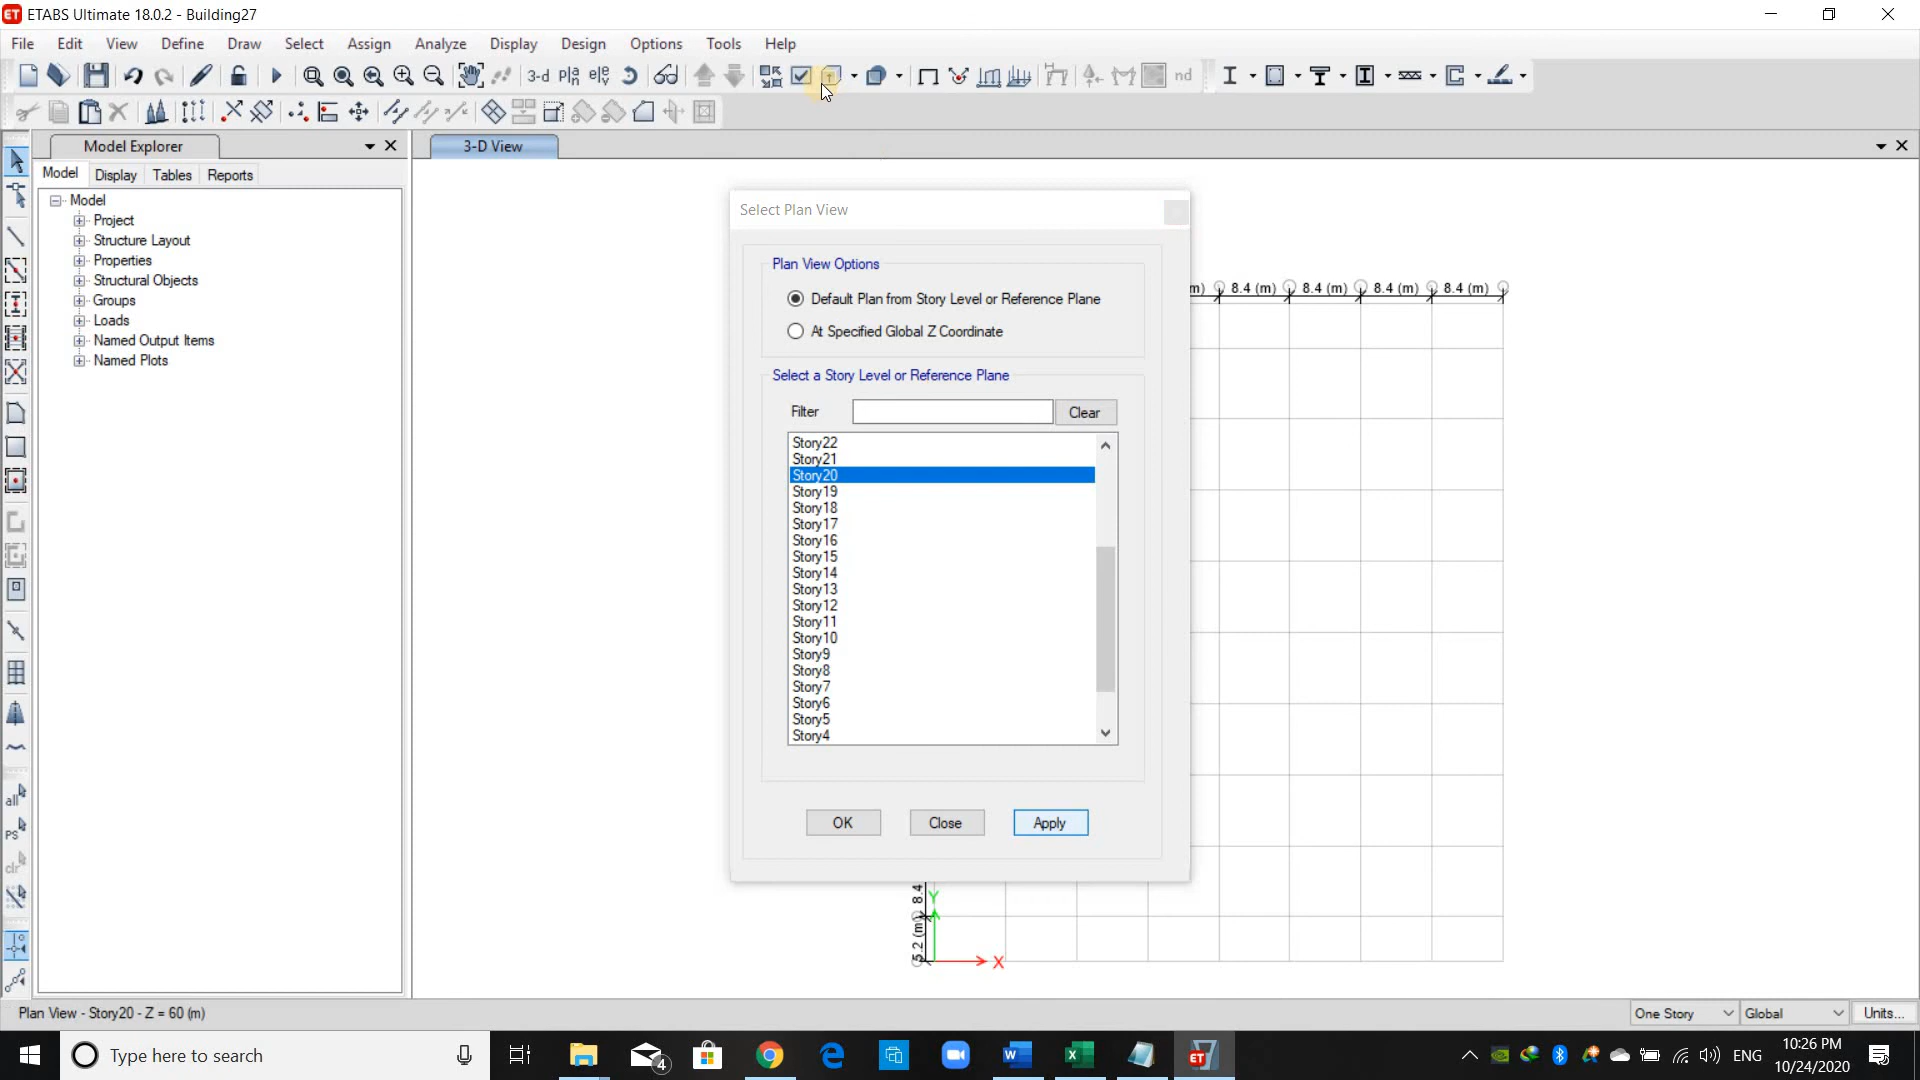 ETABS Ultimate 18.0.2 - Building27
File Edit View Define Draw Select Assign Analyze Display Design Options Tools Help
3-d
nd
Model Explorer
3-D View
Model Display Tables Reports
Model
Project
Structure Layout
Properties
Structural Objects
Groups
Loads
Named Output Items
Named Plots
Select Plan View
Plan View Options
Default Plan from Story Level or Reference Plane
At Specified Global Z Coordinate
Select a Story Level or Reference Plane
Filter
Clear
Story22
Story21
Story20
Story19
Story18
Story17
Story16
Story15
Story14
Story13
Story12
Story11
Story10
Story9
Story8
Story7
Story6
Story5
Story4
OK Close Apply
m) 8.4 (m) 8.4 (m) 8.4 (m) 8.4 (m)
8.4
5.2 (m)
Y
X
all
PS
clr
Plan View - Story20 - Z = 60 (m)
One Story Global Units...
Type here to search
4
ENG
10:26 PM
10/24/2020